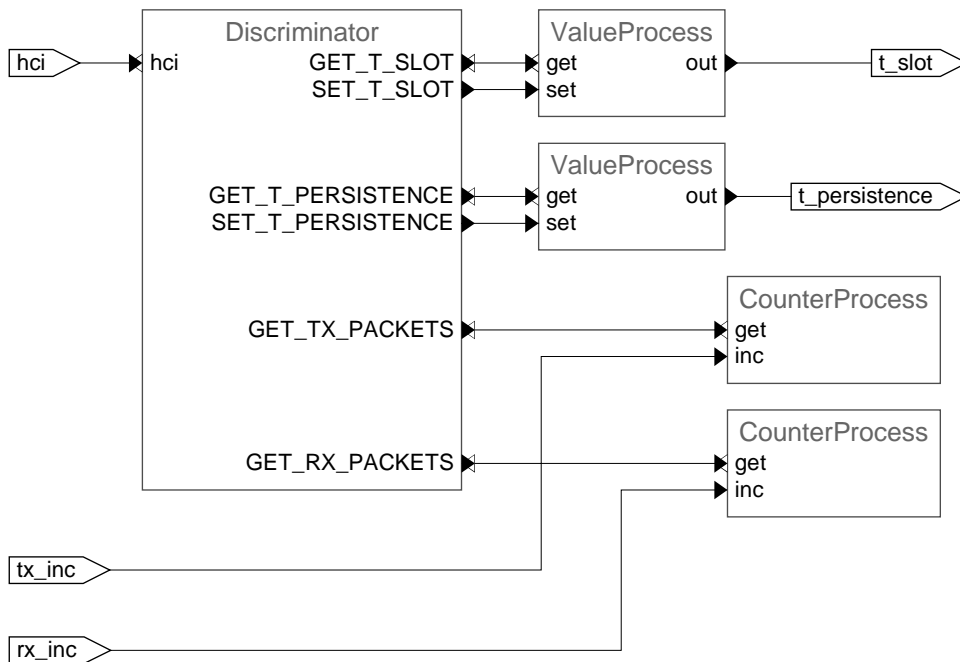 hci
Discriminator
hci
GET_T_SLOT
SET_T_SLOT
GET_T_PERSISTENCE
SET_T_PERSISTENCE
GET_TX_PACKETS
GET_RX_PACKETS
ValueProcess
get out
set
t_slot
ValueProcess
get out
set
t_persistence
CounterProcess
get
inc
CounterProcess
get
inc
tx_inc
rx_inc